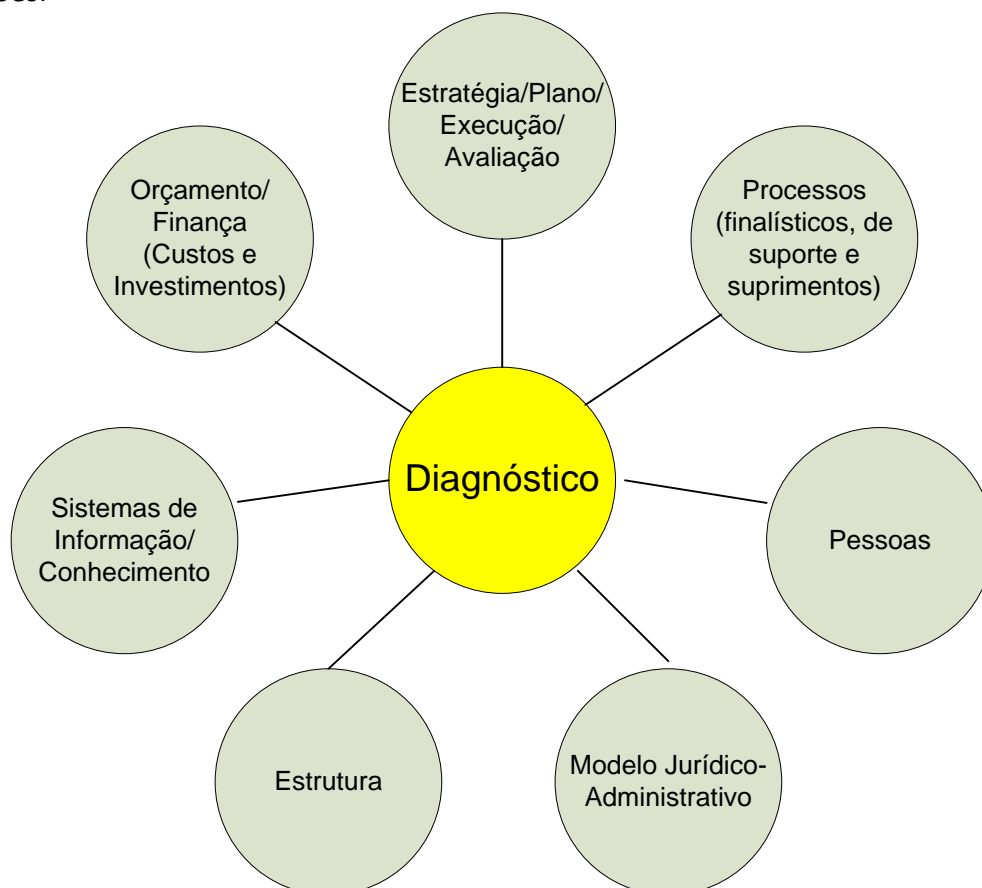 Estratégia/Plano/
Execução/
Avaliação
Orçamento/
Finança
(Custos e
Investimentos)
Processos
(finalísticos, de
suporte e
suprimentos)
Diagnóstico
Sistemas de
Informação/
Conhecimento
Pessoas
Estrutura
Modelo Jurídico-
Administrativo